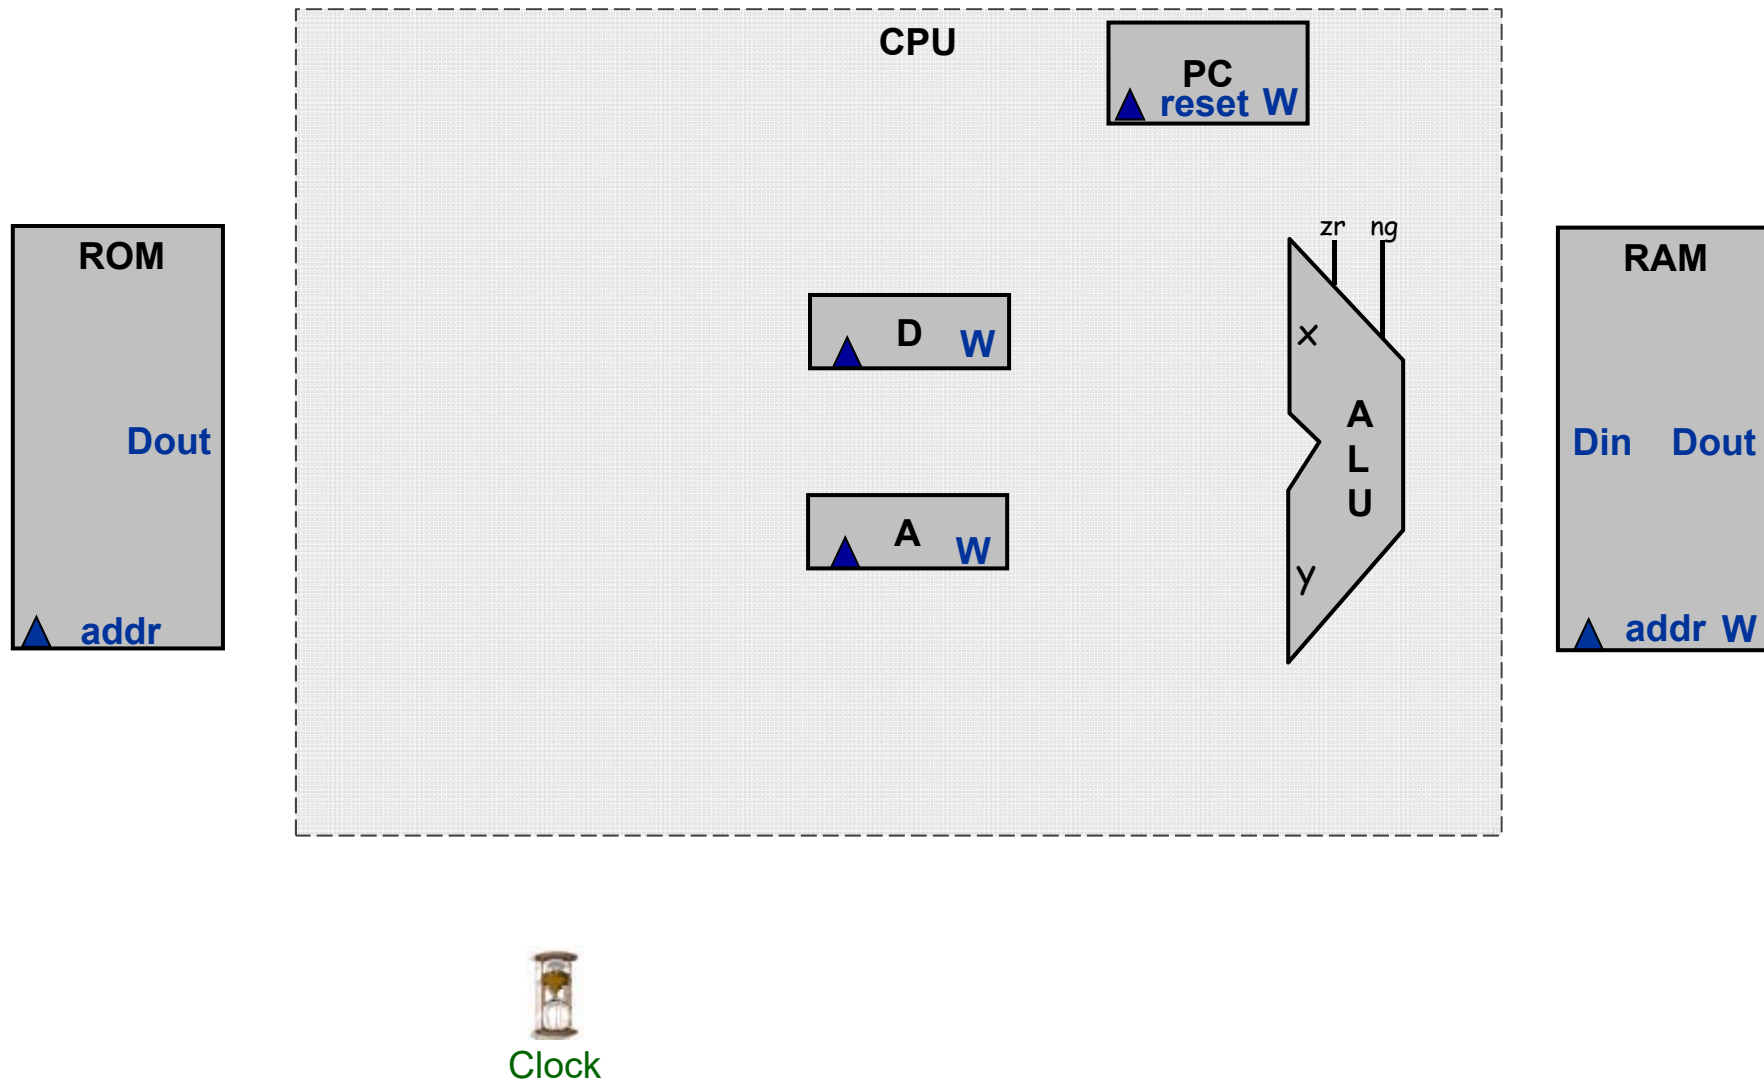 CPU
PC
reset W
ROM
zr ng
RAM
D W
x
A
L
U
Dout
Din Dout
A W
y
addr
addr W
Clock